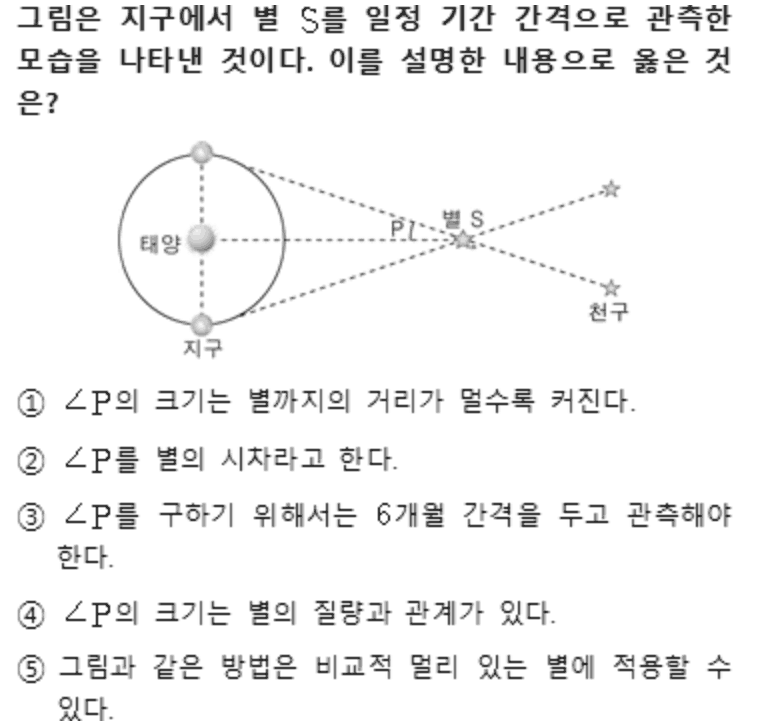 그림은 지구에서 별 S를 일정 기간 간격으로 관측한
모습을 나타낸 것이다. 이를 설명한 내용으로 옳은 것
은?
별 S
P
태양
천구
지구
① ∠P의 크기는 별까지의 거리가 멀수록 커진다.
② ∠P를 별의 시차라고 한다.
③ ∠P를 구하기 위해서는 6개월 간격을 두고 관측해야
한다.
④ ∠P의 크기는 별의 질량과 관계가 있다.
⑤ 그림과 같은 방법은 비교적 멀리 있는 별에 적용할 수
있다.